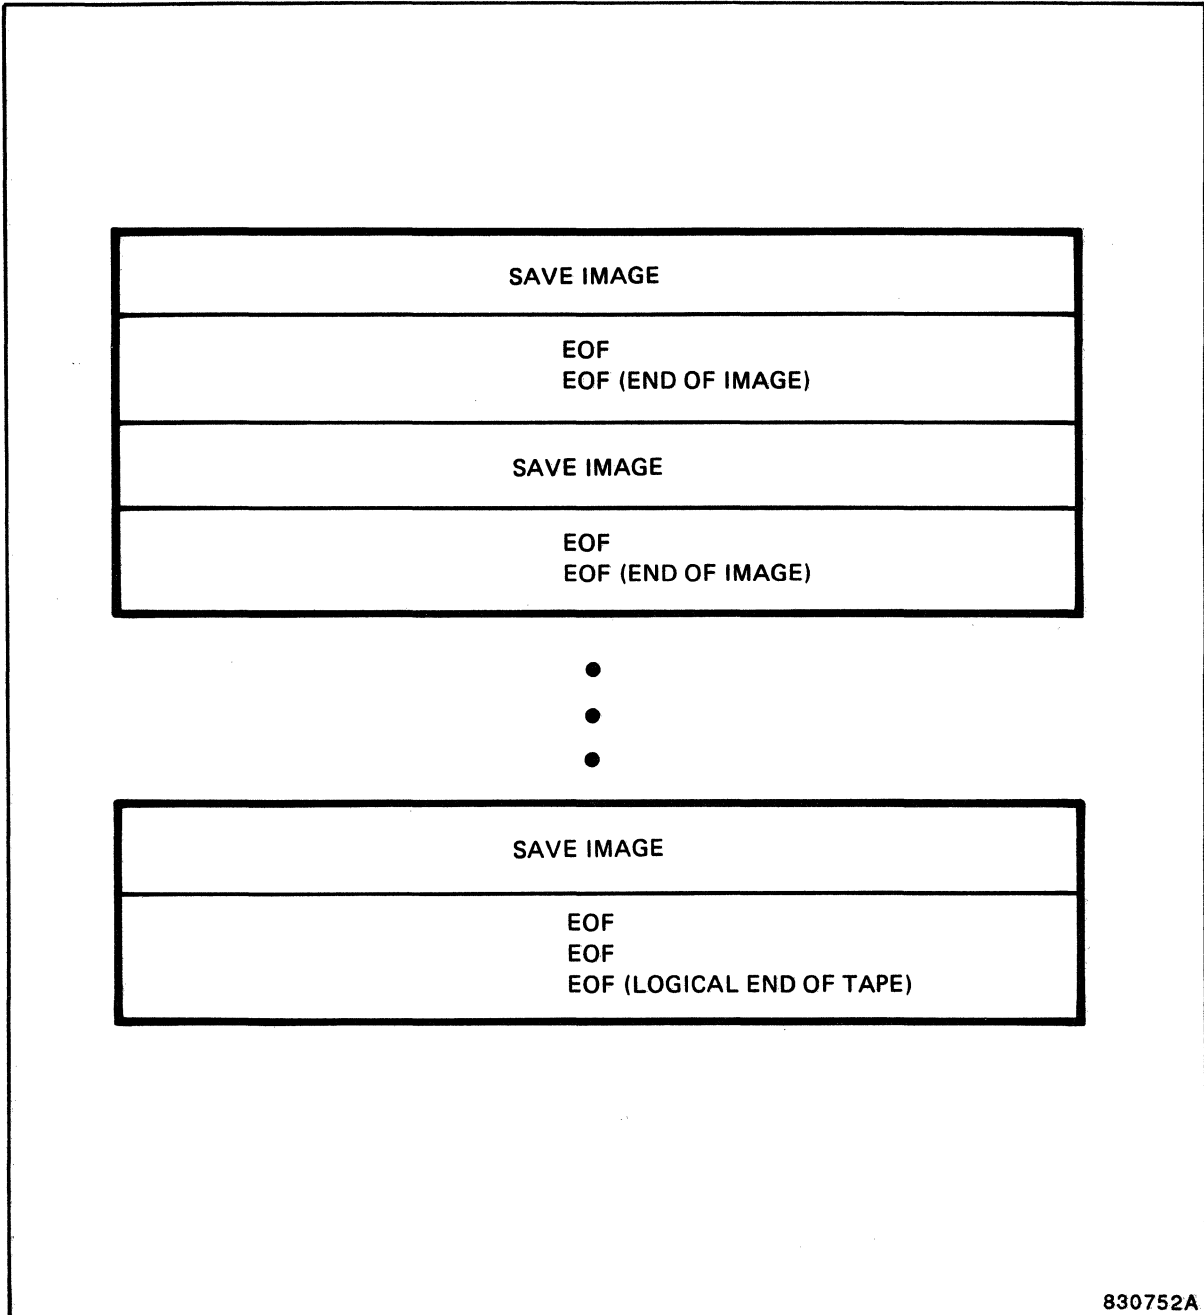 SAVE IMAGE
EOF
EOF (END OF IMAGE)
SAVE IMAGE
EOF
EOF (END OF IMAGE)
SAVE IMAGE
EOF
EOF
EOF (LOGICAL END OF TAPE)
830752A